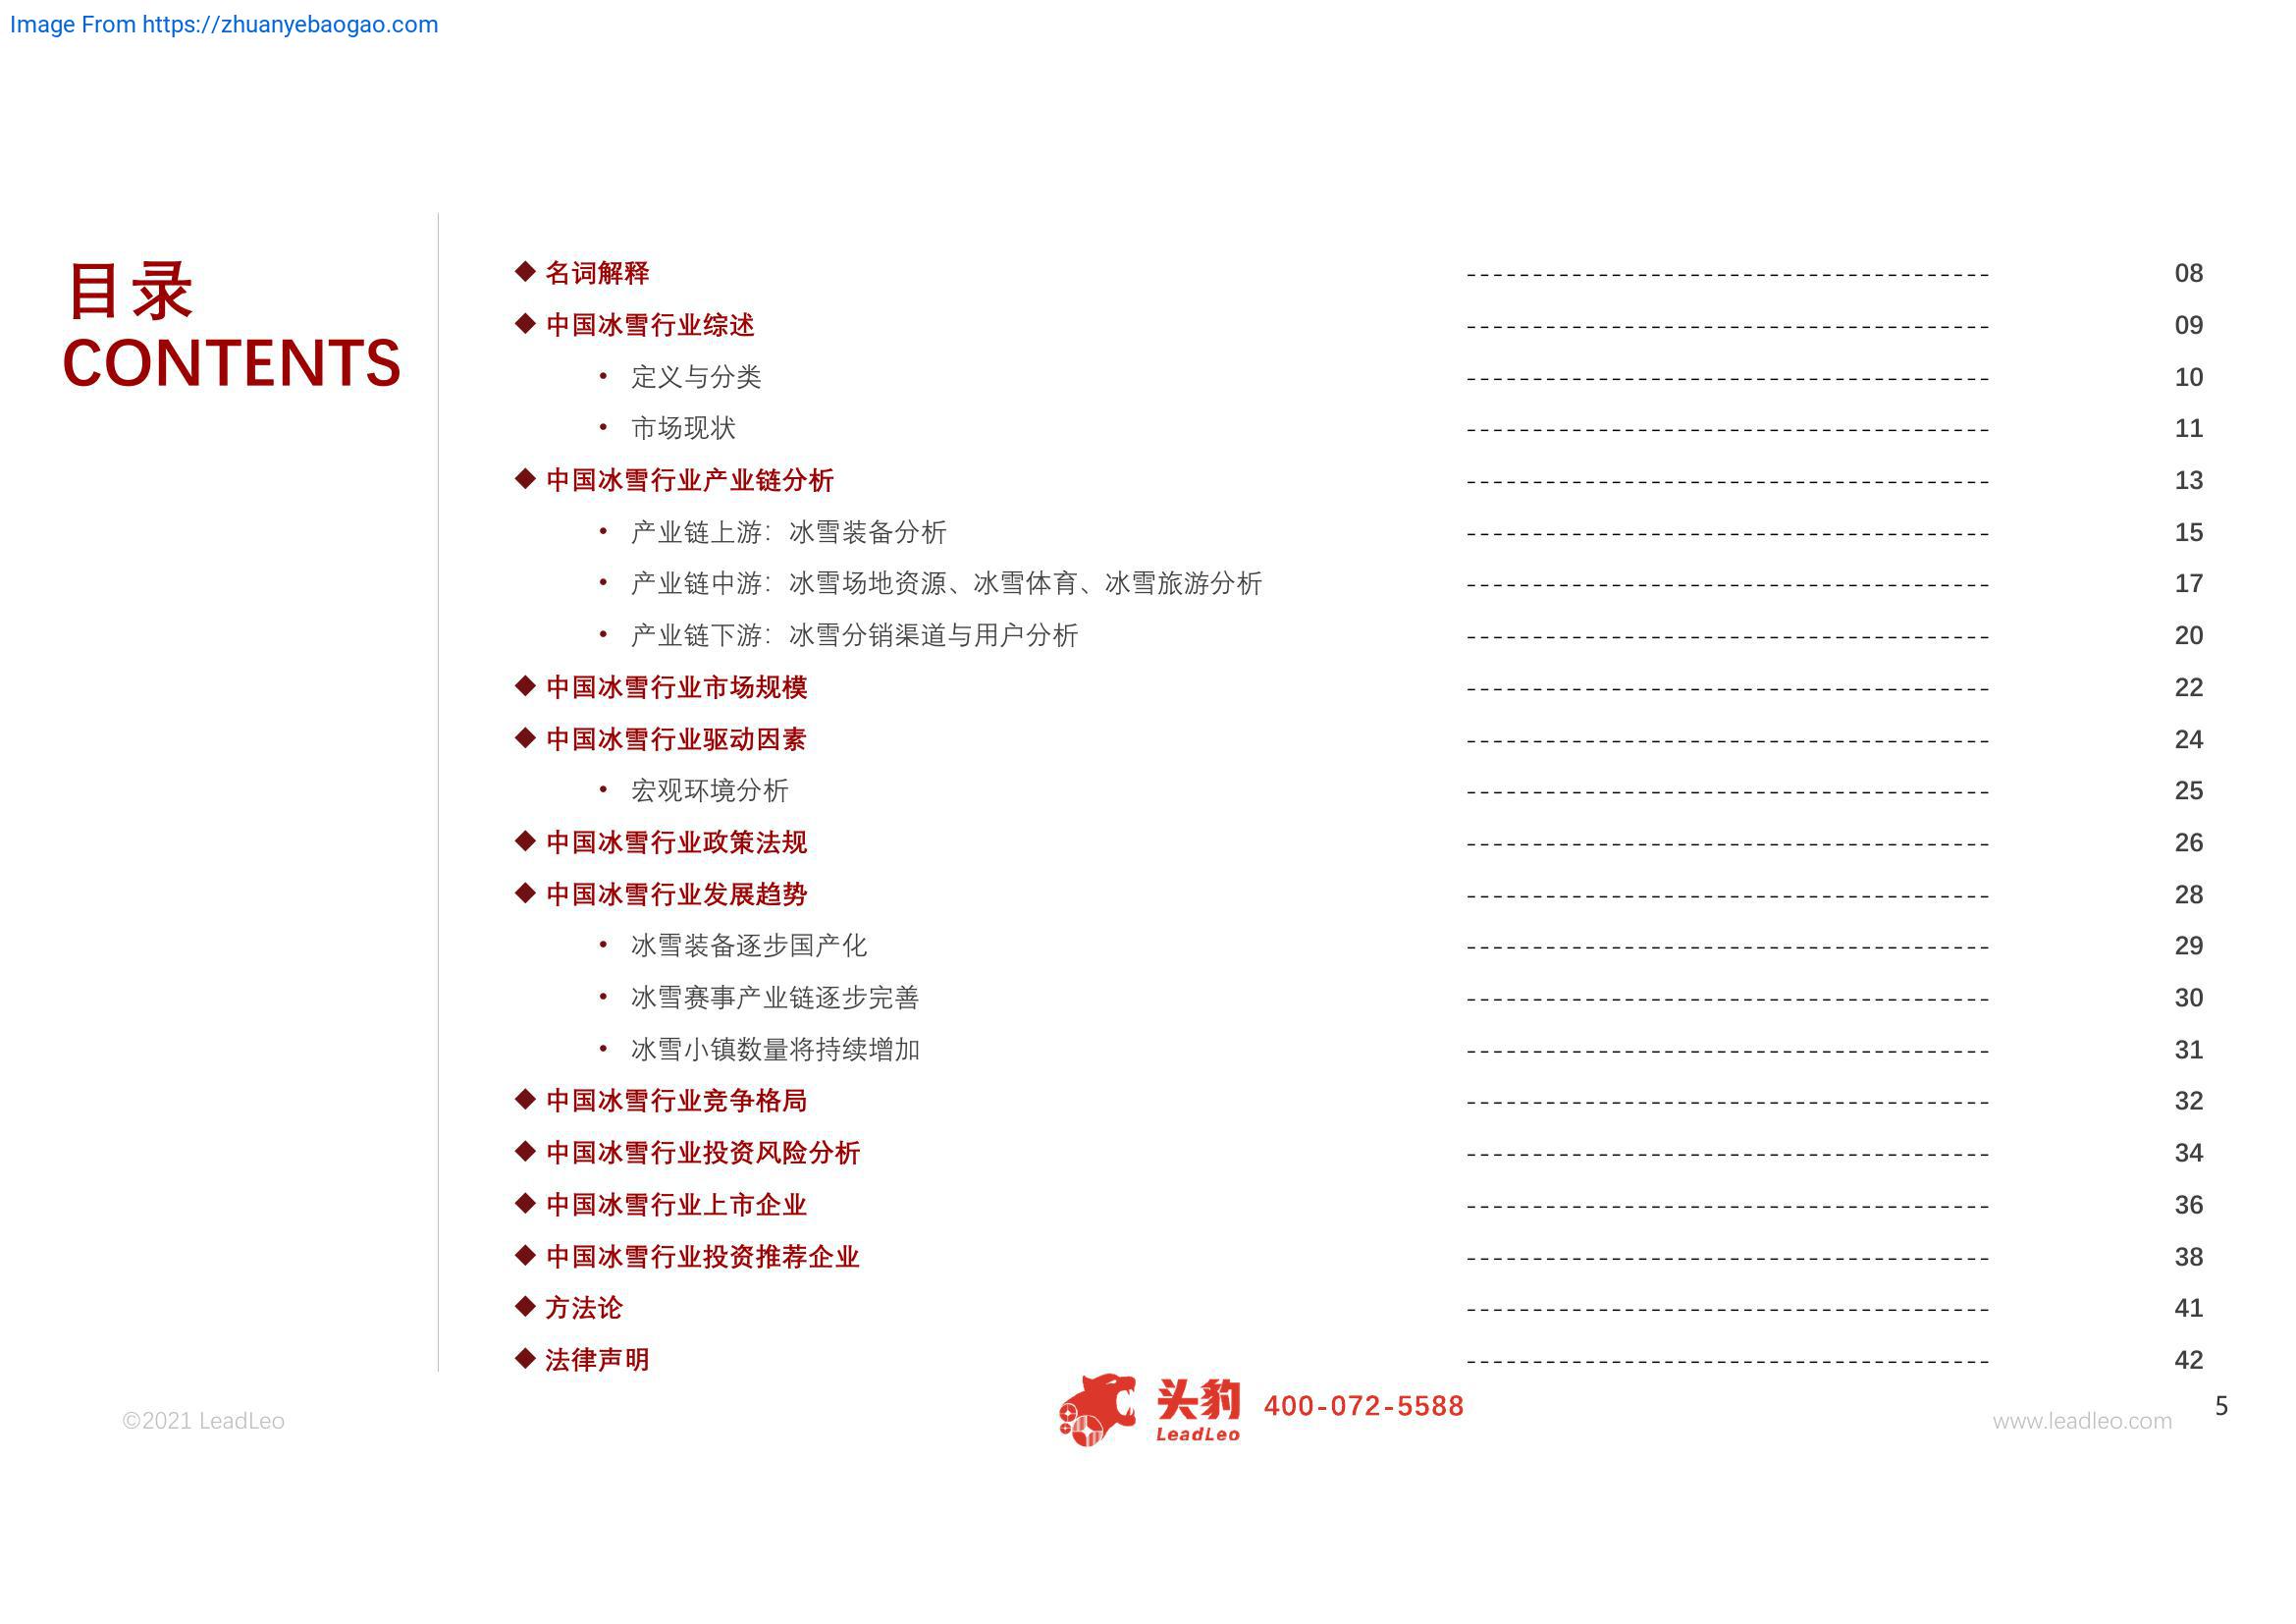 Image From https://zhuanyebaogao.com
目录
CONTENTS
◆ 名词解释 ---------------------------------------- 08
◆ 中国冰雪行业综述 ---------------------------------------- 09
• 定义与分类 ---------------------------------------- 10
• 市场现状 ---------------------------------------- 11
◆ 中国冰雪行业产业链分析 ---------------------------------------- 13
• 产业链上游：冰雪装备分析 ---------------------------------------- 15
• 产业链中游：冰雪场地资源、冰雪体育、冰雪旅游分析 ---------------------------------------- 17
• 产业链下游：冰雪分销渠道与用户分析 ---------------------------------------- 20
◆ 中国冰雪行业市场规模 ---------------------------------------- 22
◆ 中国冰雪行业驱动因素 ---------------------------------------- 24
• 宏观环境分析 ---------------------------------------- 25
◆ 中国冰雪行业政策法规 ---------------------------------------- 26
◆ 中国冰雪行业发展趋势 ---------------------------------------- 28
• 冰雪装备逐步国产化 ---------------------------------------- 29
• 冰雪赛事产业链逐步完善 ---------------------------------------- 30
• 冰雪小镇数量将持续增加 ---------------------------------------- 31
◆ 中国冰雪行业竞争格局 ---------------------------------------- 32
◆ 中国冰雪行业投资风险分析 ---------------------------------------- 34
◆ 中国冰雪行业上市企业 ---------------------------------------- 36
◆ 中国冰雪行业投资推荐企业 ---------------------------------------- 38
◆ 方法论 ---------------------------------------- 41
◆ 法律声明 ---------------------------------------- 42
©2021 LeadLeo
头豹
LeadLeo
400-072-5588
www.leadleo.com
5